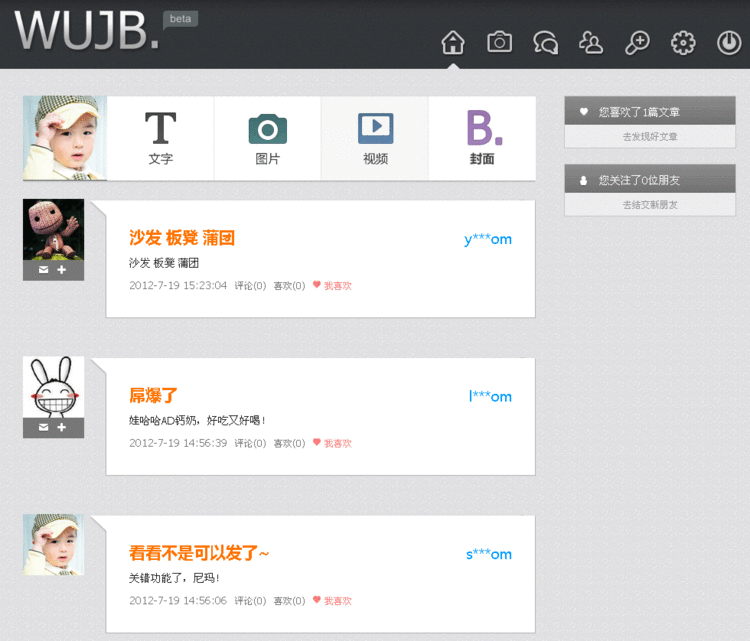 WUJB.
beta
T
文字
图片
视频
B.
封面
您喜欢了1篇文章
去发现好文章
您关注了0位朋友
去结交新朋友
沙发 板凳 蒲团
y***om
沙发 板凳 蒲团
2012-7-19 15:23:04 评论(0) 喜欢(0) 我喜欢
屌爆了
l***om
娃哈哈AD钙奶，好吃又好喝！
2012-7-19 14:56:39 评论(0) 喜欢(0) 我喜欢
看看不是可以发了~
s***om
关错功能了，尼玛！
2012-7-19 14:56:06 评论(0) 喜欢(0) 我喜欢